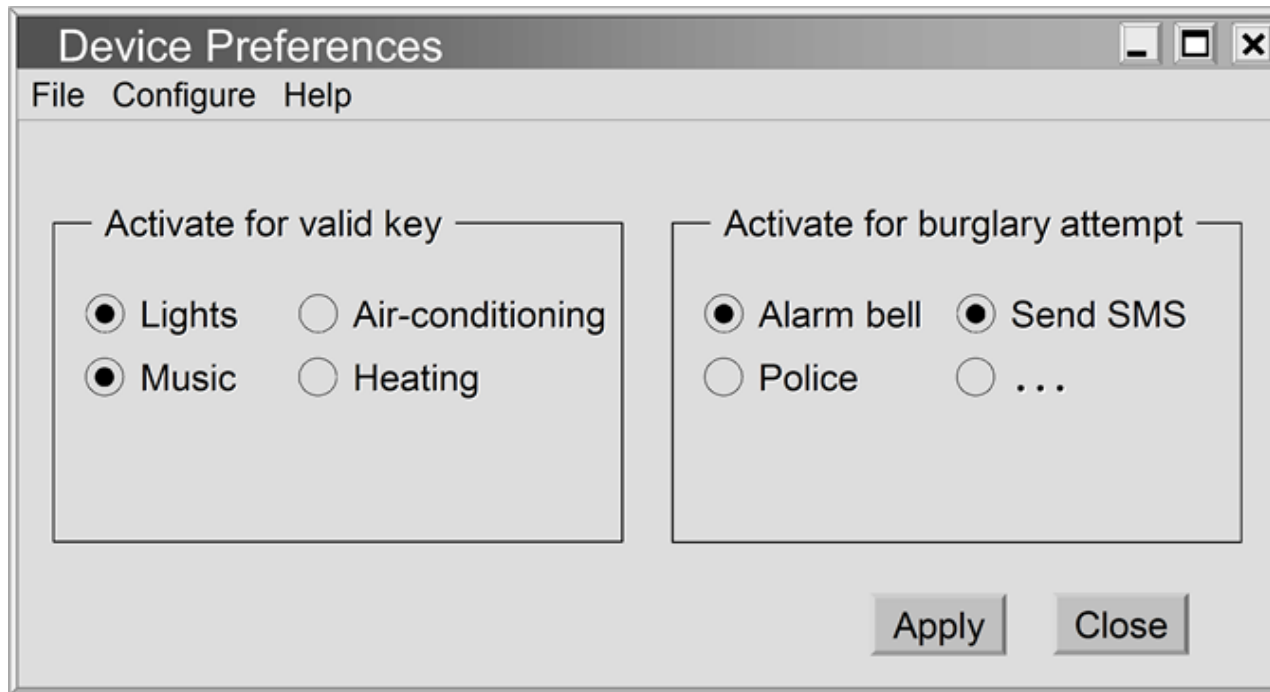 Device Preferences
File Configure Help
Activate for valid key
Lights Air-conditioning
Music Heating
Activate for burglary attempt
Alarm bell Send SMS
Police ...
Apply Close